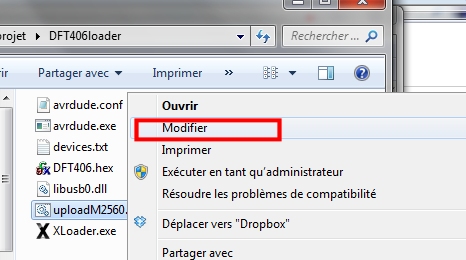 rojet ▸ DFT406loader
Rechercher ...
ir Partager avec ▾ Imprimer »
avrdude.conf
avrdude.exe
devices.txt
DFT406.hex
libusb0.dll
uploadM2560.
XLoader.exe
Ouvrir
Modifier
Imprimer
Exécuter en tant qu'administrateur
Résoudre les problèmes de compatibilité
Déplacer vers "Dropbox"
Partager avec